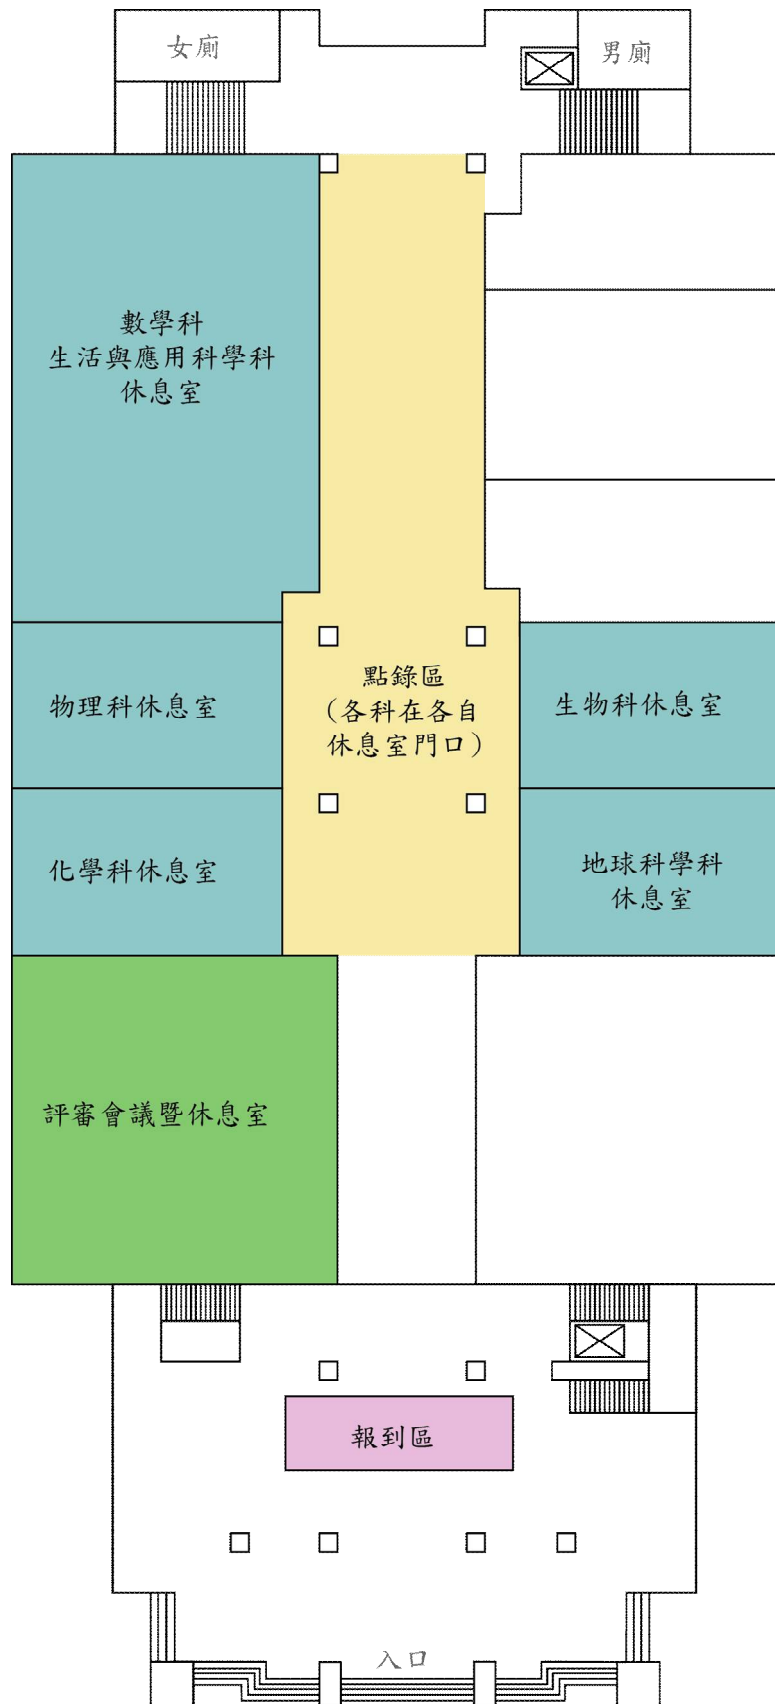 女廁
男廁
數學科
生活與應用科學科
休息室
物理科休息室
點錄區
(各科在各自
休息室門口)
生物科休息室
化學科休息室
地球科學科
休息室
評審會議暨休息室
報到區
入口